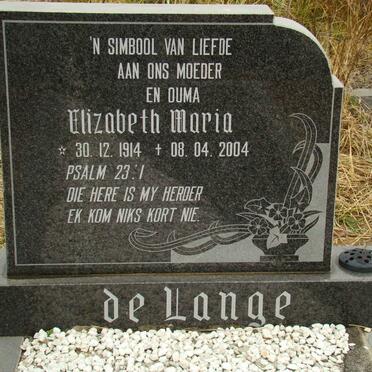 'N SIMBOOL VAN LIEFDE
AAN ONS MOEDER
EN OUMA
Elizabeth Maria
☆ 30. 12. 1914 + 08. 04. 2004
PSALM 23:1
DIE HERE IS MY HERDER
EK KOM NIKS KORT NIE.
de Lange